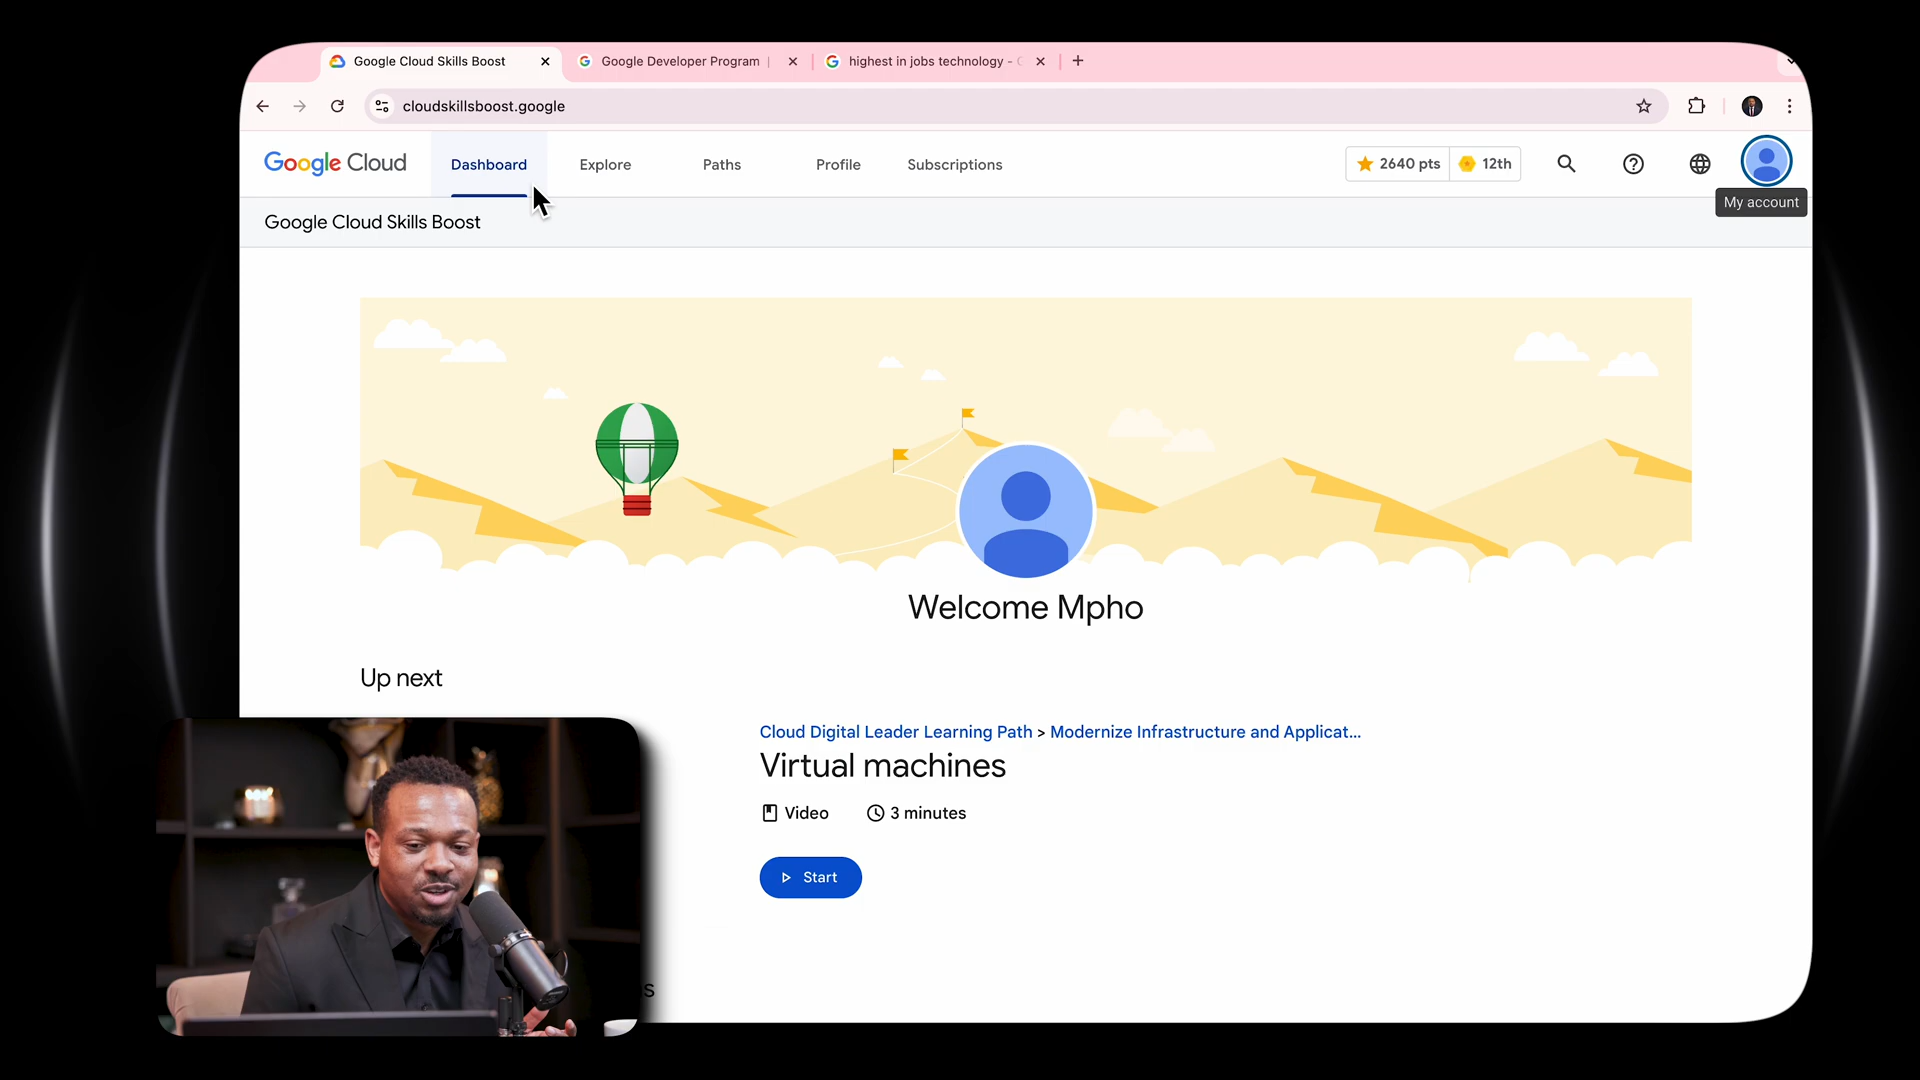 Google Cloud Skills Boost
Google Developer Program
highest in jobs technology -
cloudskillsboost.google
Google Cloud
Dashboard
Explore
Paths
Profile
Subscriptions
2640 pts
12th
My account
Google Cloud Skills Boost
Welcome Mpho
Up next
Cloud Digital Leader Learning Path > Modernize Infrastructure and Applicat...
Virtual machines
Video
3 minutes
Start